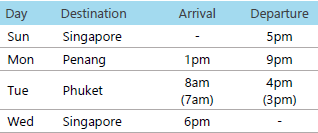 Day Destination Arrival Departure
Sun Singapore - 5pm
Mon Penang 1pm 9pm
Tue Phuket 8am (7am) 4pm (3pm)
Wed Singapore 6pm -